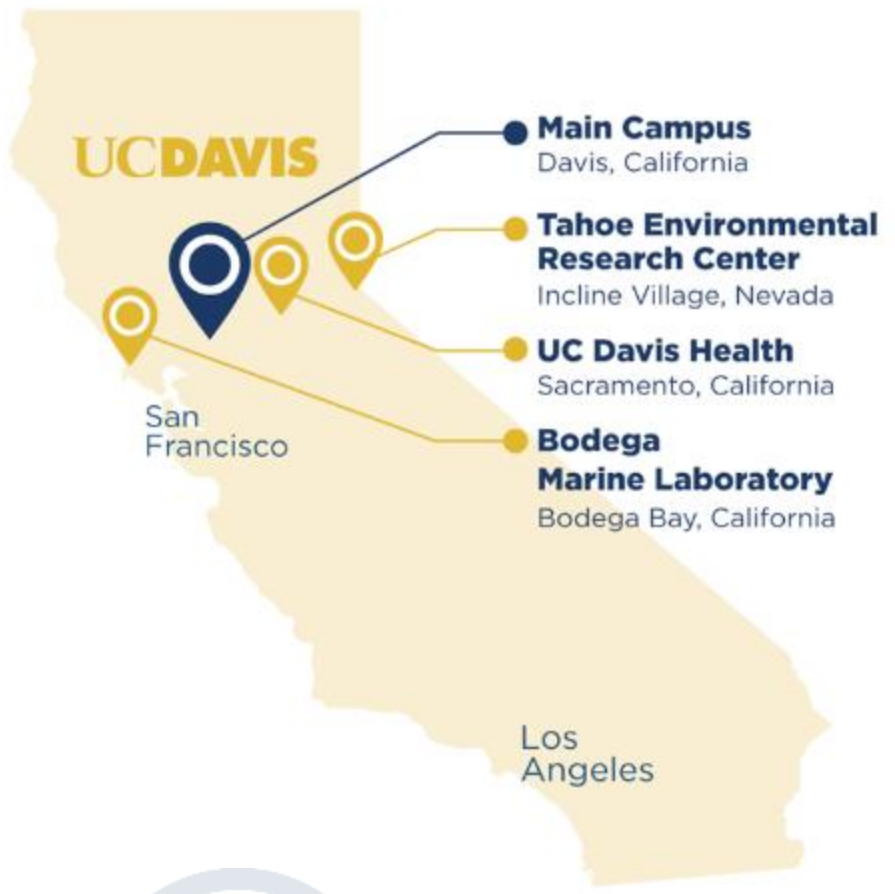 UCDAVIS
Main Campus
Davis, California
Tahoe Environmental
Research Center
Incline Village, Nevada
UC Davis Health
Sacramento, California
Bodega
Marine Laboratory
Bodega Bay, California
San
Francisco
Los
Angeles